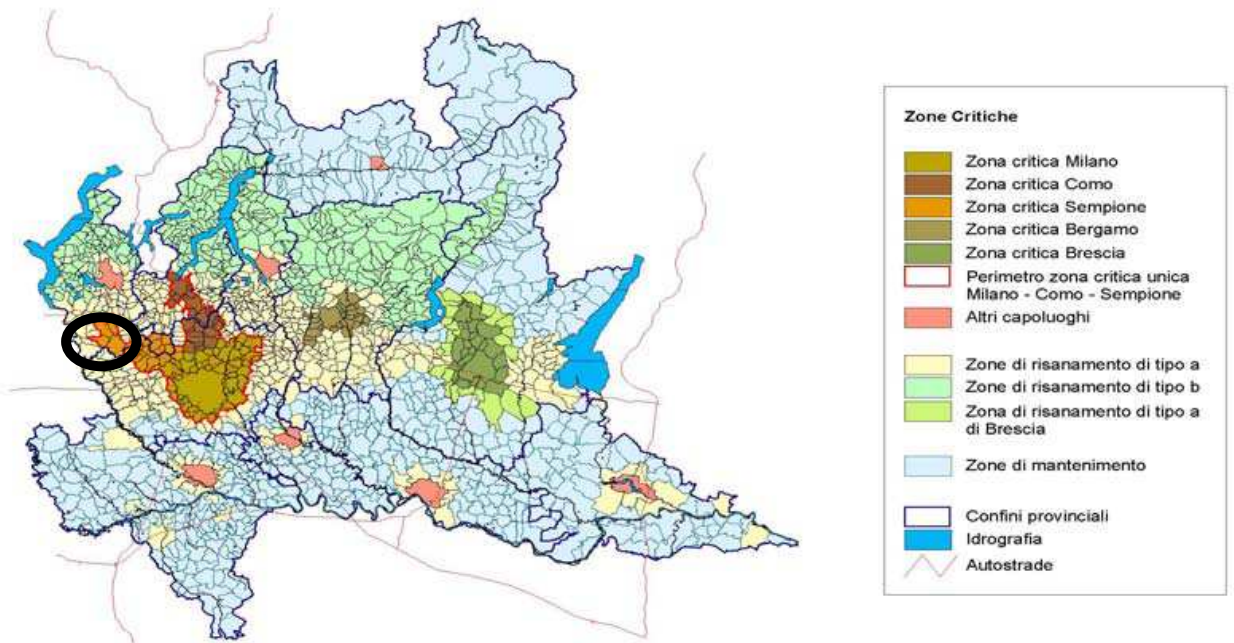 Zone Critiche
Zona critica Milano
Zona critica Como
Zona critica Sempione
Zona critica Bergamo
Zona critica Brescia
Perimetro zona critica unica
Milano - Como - Sempione
Altri capoluoghi
Zone di risanamento di tipo a
Zone di risanamento di tipo b
Zona di risanamento di tipo a
di Brescia
Zone di mantenimento
Confini provinciali
Idrografia
Autostrade